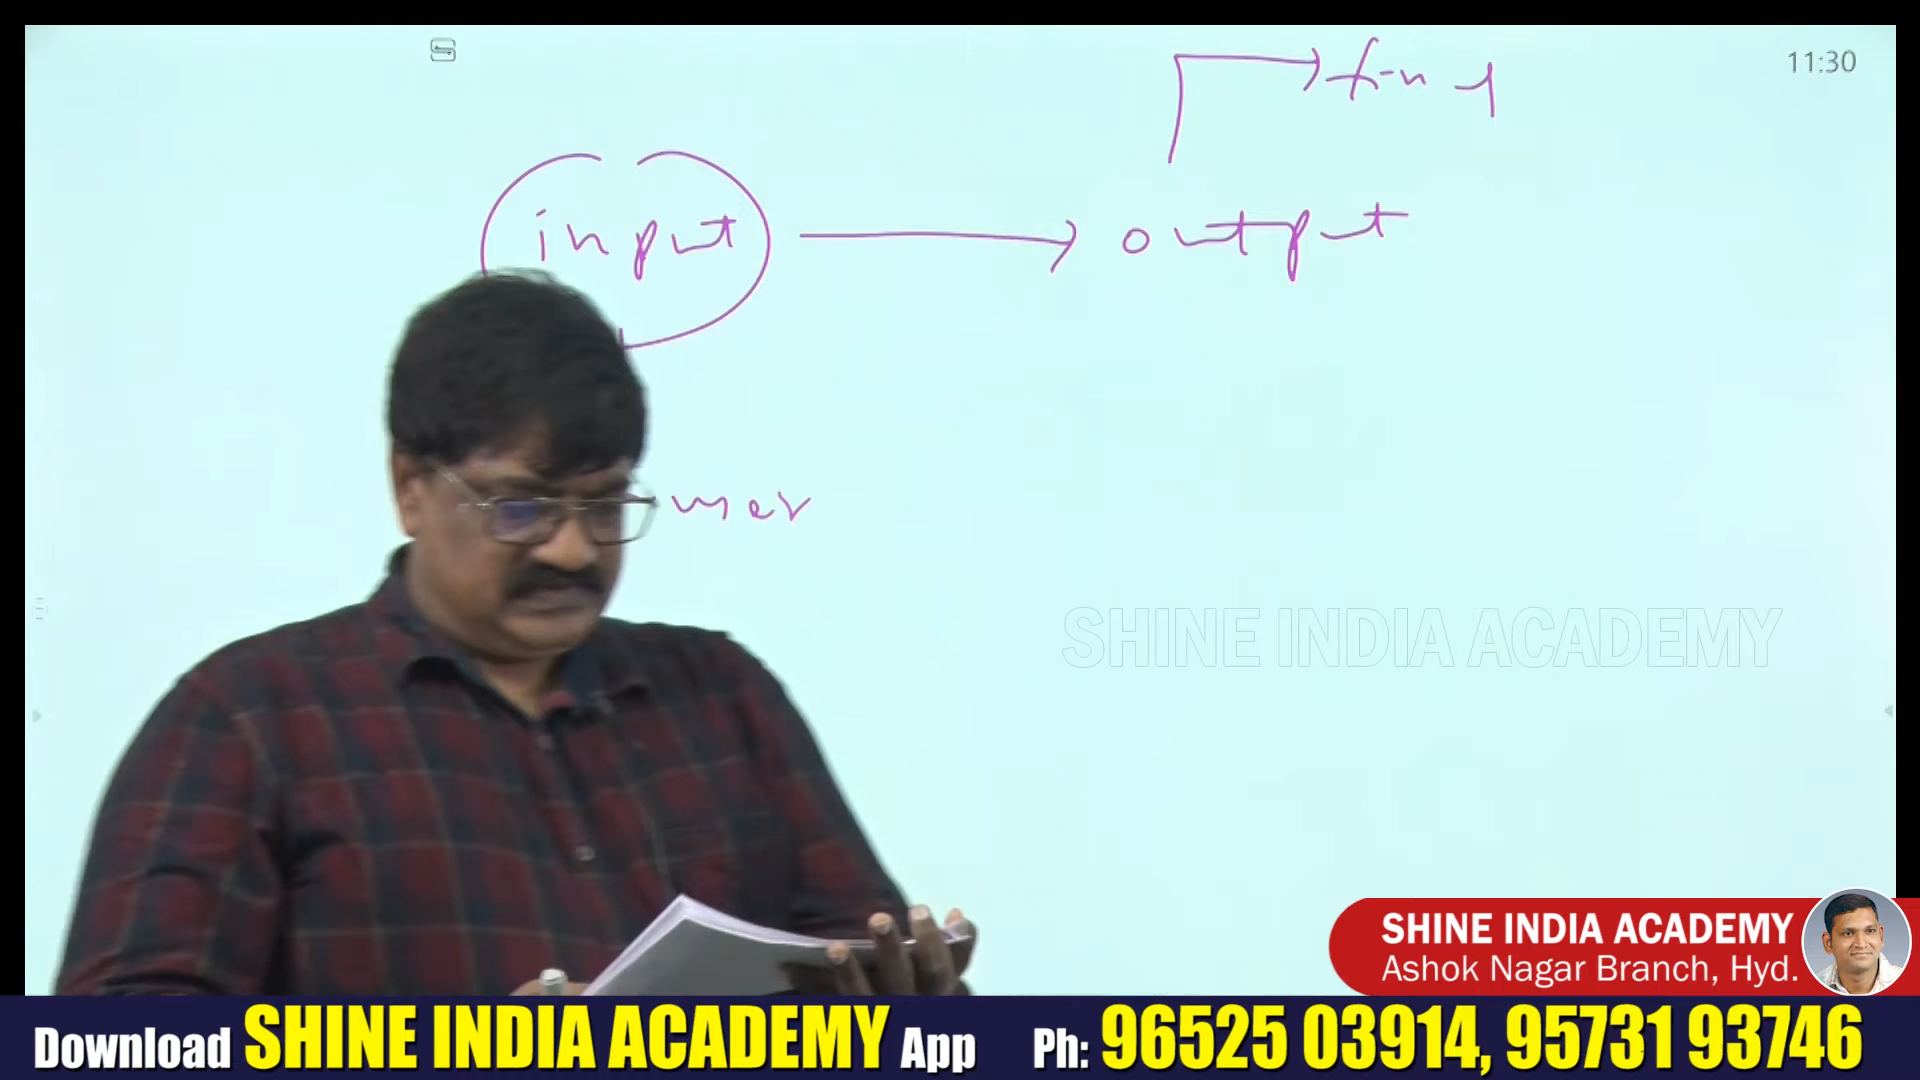 11:30
find
input → output
SHINE INDIA ACADEMY
SHINE INDIA ACADEMY
Ashok Nagar Branch, Hyd.
Download SHINE INDIA ACADEMY App Ph: 96525 03914, 95731 93746